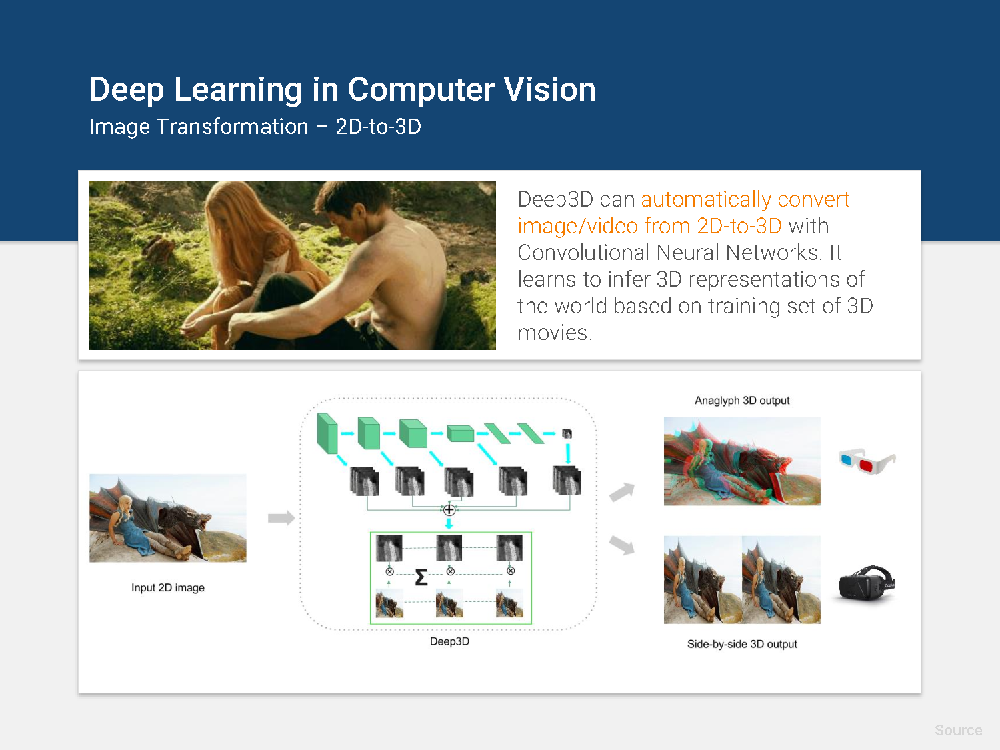 Deep Learning in Computer Vision
Image Transformation – 2D-to-3D
Deep3D can automatically convert
image/video from 2D-to-3D with
Convolutional Neural Networks. It
learns to infer 3D representations of
the world based on training set of 3D
movies.
Input 2D image
Σ
Deep3D
Anaglyph 3D output
Side-by-side 3D output
Oculus
Source